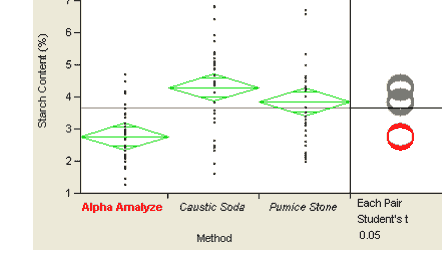 7
6
5
4
3
2
1
Starch Content (%)
Alpha Amalyze
Caustic Soda
Pumice Stone
Each Pair
Student's t
0.05
Method